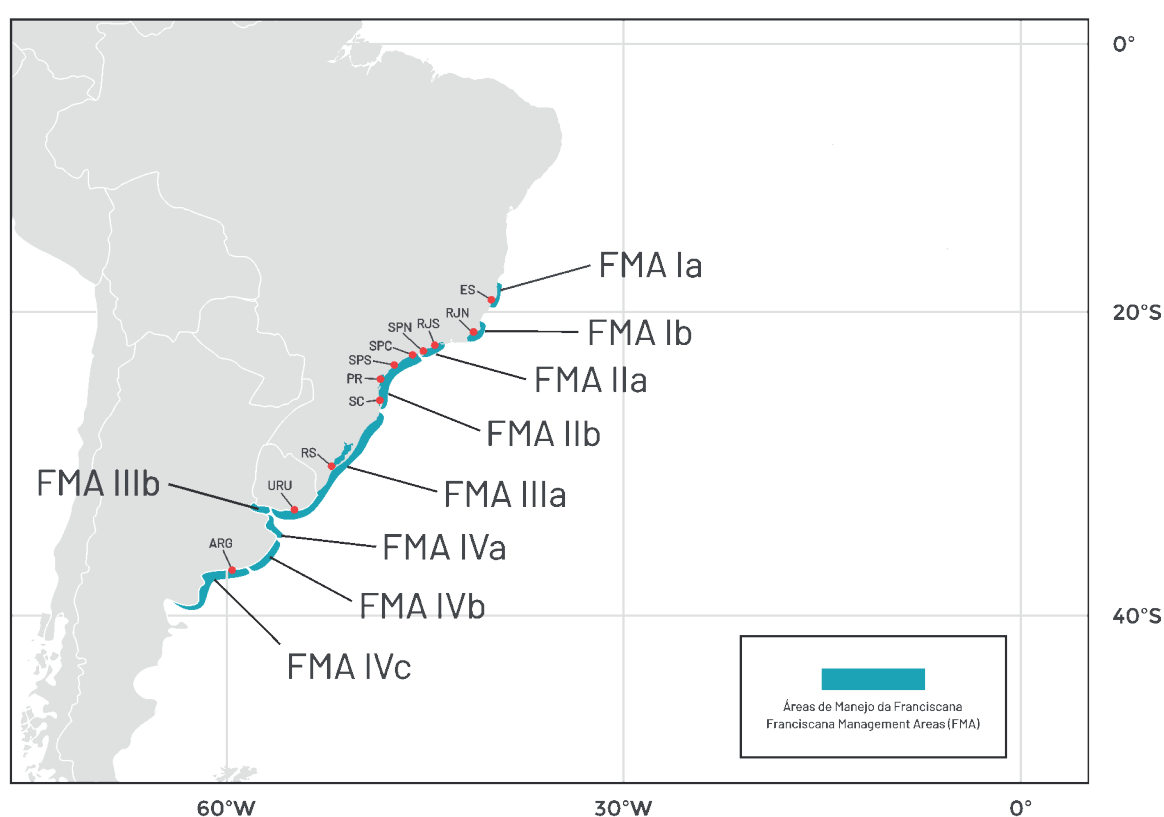 0°
FMA Ia
ES
RJN
20°S
RJS
SPN
FMA Ib
SPC
SPS
FMA IIa
PR
SC
FMA IIb
RS
FMA IIIb
URU
FMA IIIa
ARG
FMA IVa
FMA IVb
40°S
FMA IVc
Áreas de Manejo da Franciscana
Franciscana Management Areas (FMA)
60°W
30°W
0°